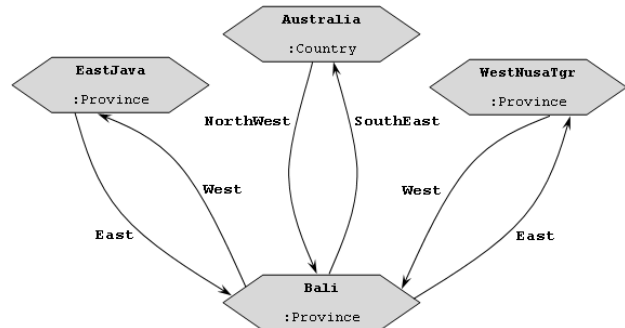 Australia
:Country
EastJava
:Province
WestNusaTgr
:Province
NorthWest
SouthEast
West
West
East
East
Bali
:Province